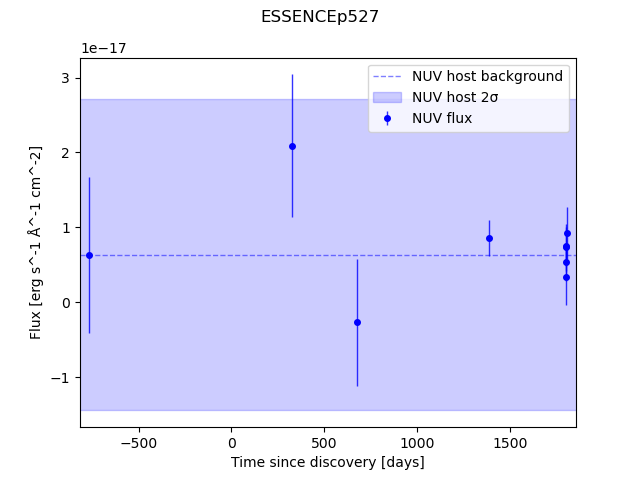 ESSENCEp527
1e−17
NUV host background
NUV host 2σ
NUV flux
3
2
1
0
−1
Flux [erg s^-1 Å^-1 cm^-2]
−500 0 500 1000 1500
Time since discovery [days]